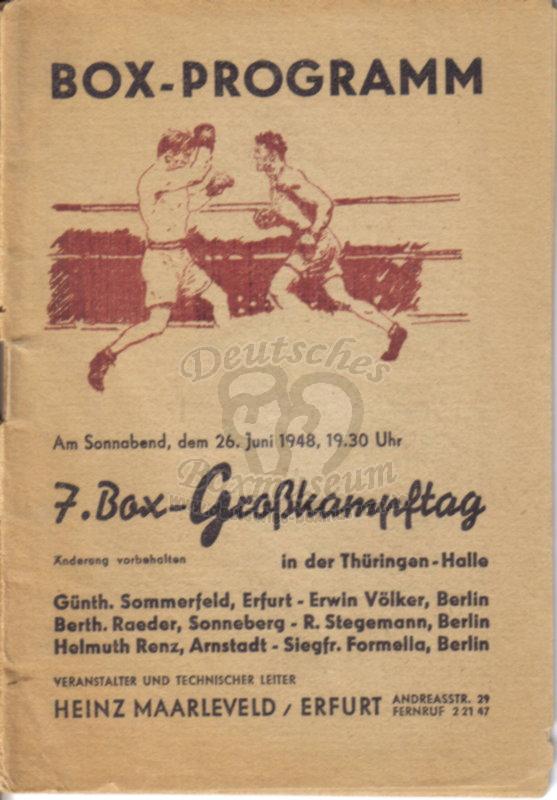 BOX-PROGRAMM
Deutsches
Am Sonnabend, dem 26. Juni 1948, 19.30 Uhr
Boxmuseum
7. Box-Großkampftag
Änderung vorbehalten
in der Thüringen-Halle
Günth. Sommerfeld, Erfurt - Erwin Völker, Berlin
Berth. Raeder, Sonneberg - R. Stegemann, Berlin
Helmuth Renz, Arnstadt - Siegfr. Formella, Berlin
VERANSTALTER UND TECHNISCHER LEITER
HEINZ MAARLEVELD / ERFURT ANDREASSTR. 29
FERNRUF 2 21 47